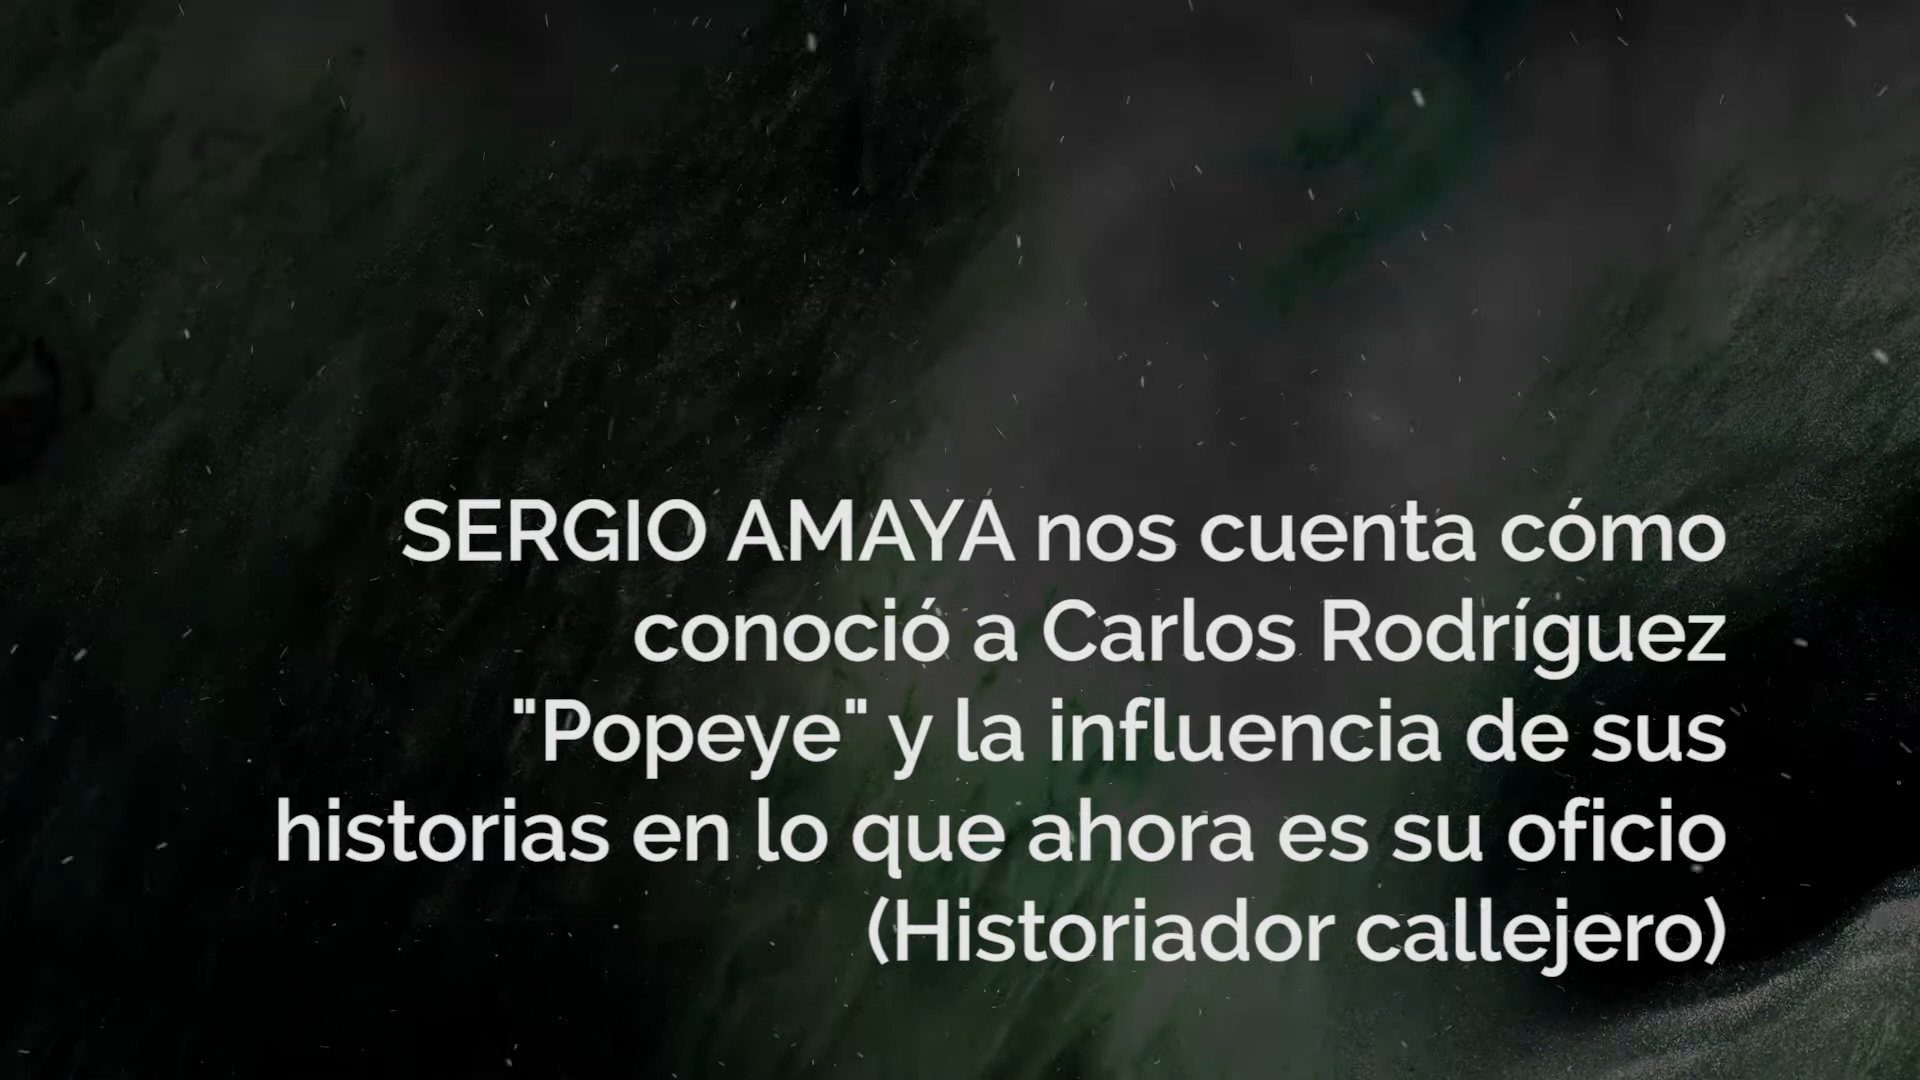 SERGIO AMAYA nos cuenta cómo
conoció a Carlos Rodríguez
"Popeye" y la influencia de sus
historias en lo que ahora es su oficio
(Historiador callejero)